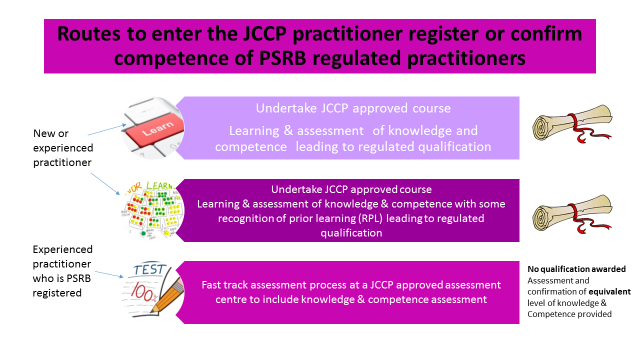 Routes to enter the JCCP practitioner register or confirm
competence of PSRB regulated practitioners
New or
experienced
practitioner
Learn
Undertake JCCP approved course
Learning & assessment of knowledge and
competence leading to regulated qualification
LEARN
Undertake JCCP approved course
Learning & assessment of knowledge & competence with some
recognition of prior learning (RPL) leading to regulated
qualification
Experienced
practitioner
who is PSRB
registered
TEST
100
Fast track assessment process at a JCCP approved assessment
centre to include knowledge & competence assessment
No qualification awarded
Assessment and
confirmation of equivalent
level of knowledge &
Competence provided